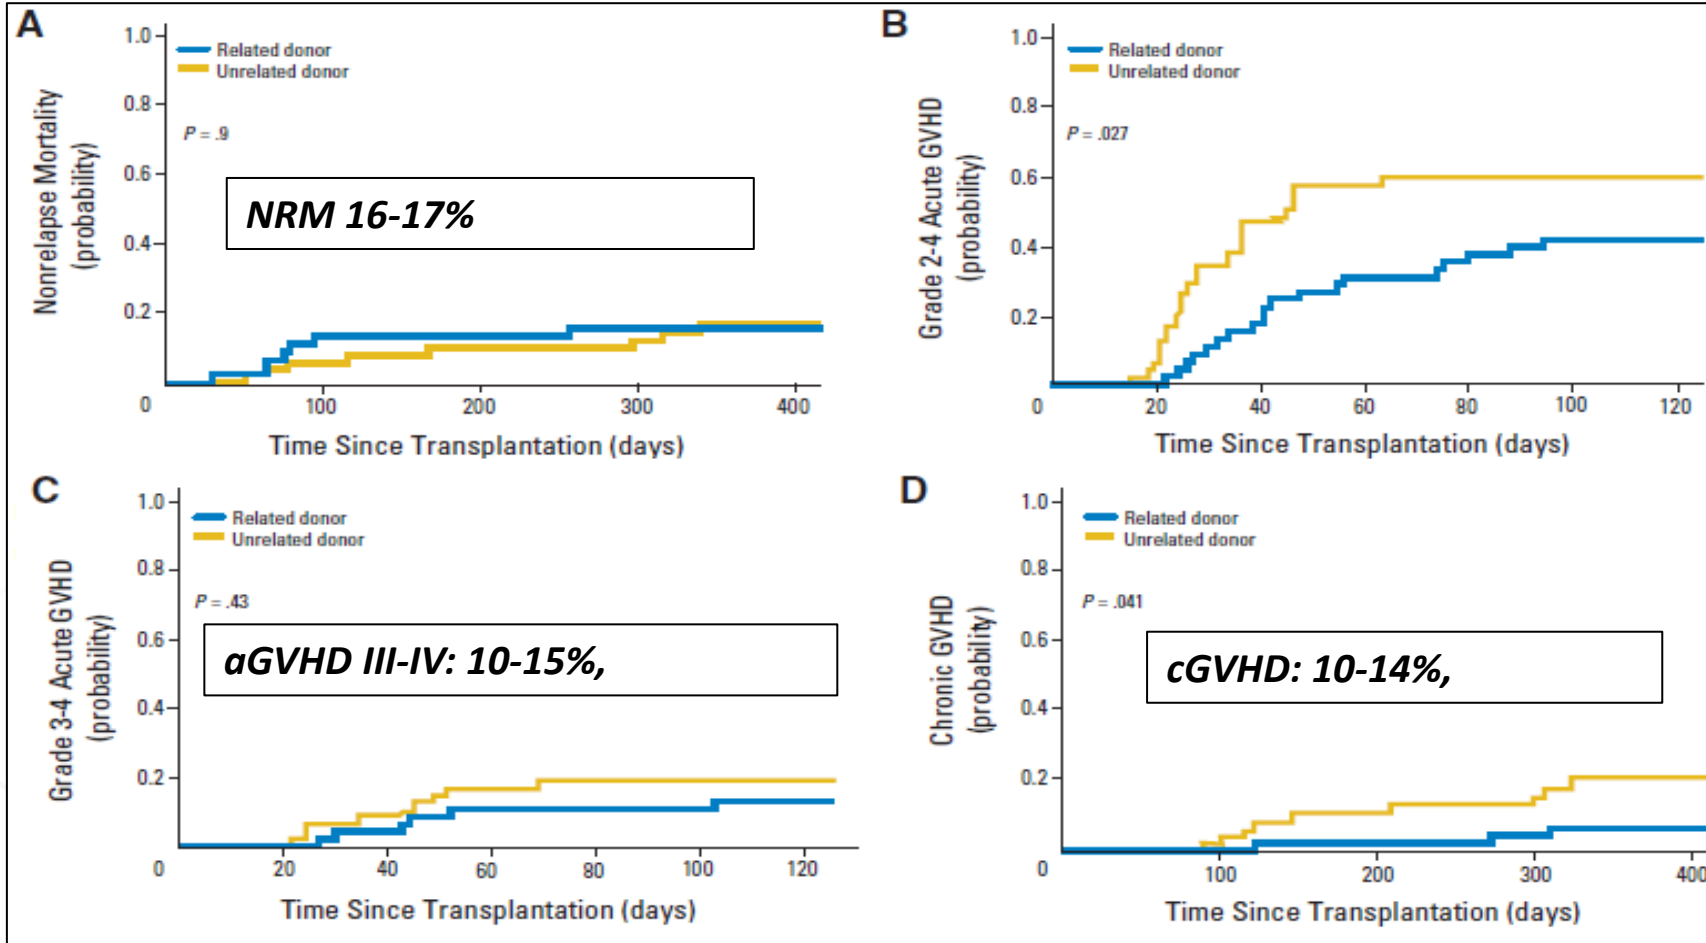 A
Nonrelapse Mortality
(probability)
1.0
0.8
0.6
0.4
0.2
Related donor
Unrelated donor
P = .9
NRM 16-17%
0
100
200
300
400
Time Since Transplantation (days)
B
Grade 2-4 Acute GVHD
(probability)
1.0
0.8
0.6
0.4
0.2
Related donor
Unrelated donor
P = .027
0
20
40
60
80
100
120
Time Since Transplantation (days)
C
Grade 3-4 Acute GVHD
(probability)
1.0
0.8
0.6
0.4
0.2
Related donor
Unrelated donor
P = .43
aGVHD III-IV: 10-15%,
0
20
40
60
80
100
120
Time Since Transplantation (days)
D
Chronic GVHD
(probability)
1.0
0.8
0.6
0.4
0.2
Related donor
Unrelated donor
P = .041
cGVHD: 10-14%,
0
100
200
300
400
Time Since Transplantation (days)